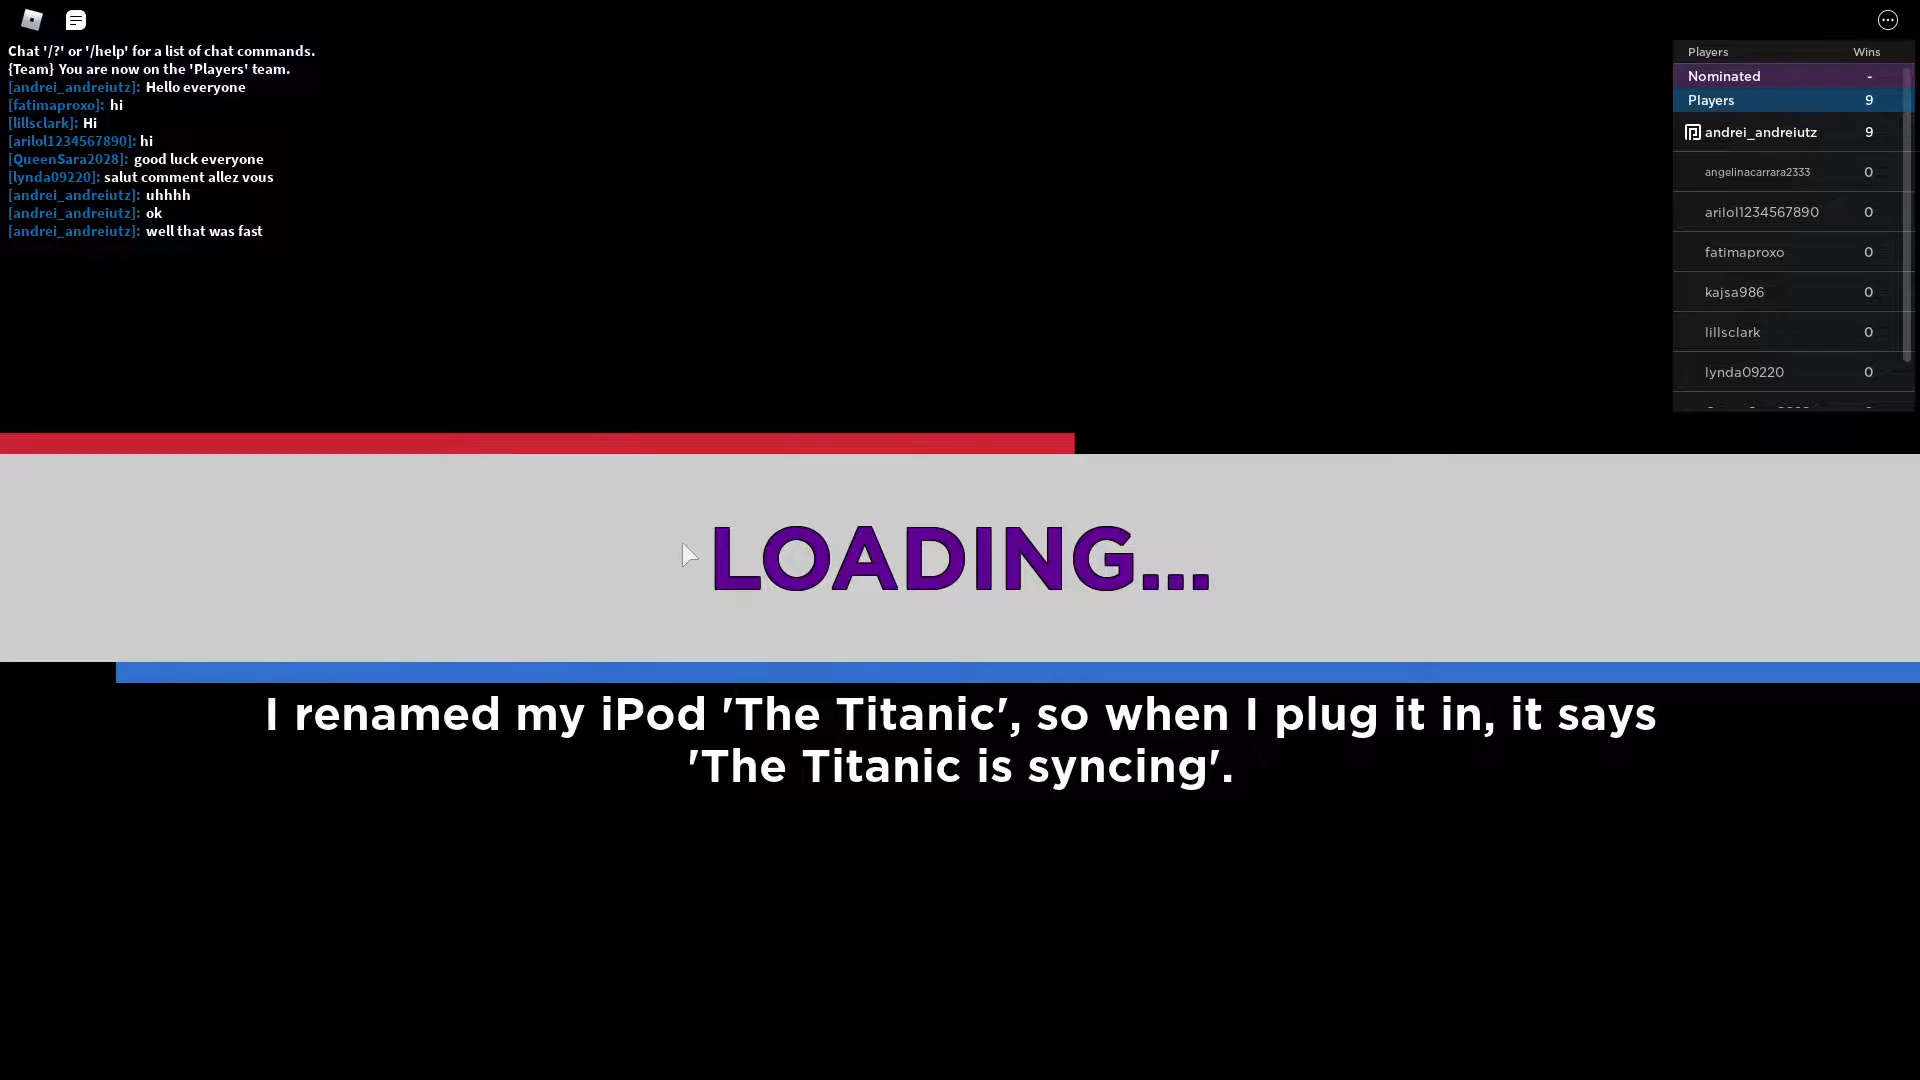 Chat '/?' or '/help' for a list of chat commands.
{Team} You are now on the 'Players' team.
[andrei_andreiutz]: Hello everyone
[fatimaproxo]: hi
[lillsclark]: Hi
[arilol1234567890]: hi
[QueenSara2028]: good luck everyone
[lynda09220]: salut comment allez vous
[andrei_andreiutz]: uhhhh
[andrei_andreiutz]: ok
[andrei_andreiutz]: well that was fast
Players Wins
Nominated -
Players 9
andrei_andreiutz 9
angelinacarrara2333 0
arilol1234567890 0
fatimaproxo 0
kajsa986 0
lillsclark 0
lynda09220 0
LOADING...
I renamed my iPod 'The Titanic', so when I plug it in, it says
'The Titanic is syncing'.